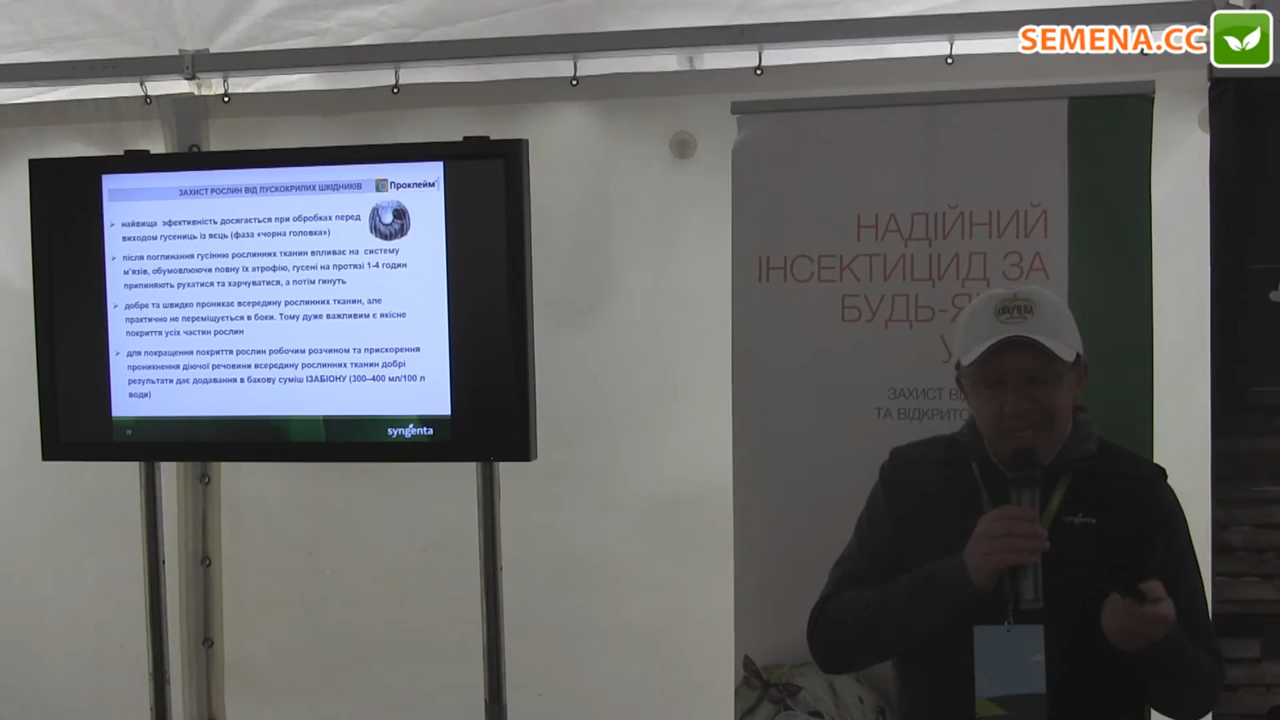 SEMENA.CC
ЗАХИСТ РОСЛИН ВІД ЛУСКОКРИЛИХ ШКІДНИКІВ
Проклейм
найвища ефективність досягається при обробках перед
виходом гусениць із яєць (фаза «чорна головка»)
після поглинання гусінню рослинних тканин впливає на систему
м'язів, обумовлюючи повну їх атрофію, гусені на протязі 1-4 годин
припиняють рухатися та харчуватися, а потім гинуть
добре та швидко проникає всередину рослинних тканин, але
практично не переміщується в боки. Тому дуже важливим є якісне
покриття усіх частин рослин
для покращення покриття рослин робочим розчином та прискорення
проникнення діючої речовини всередину рослинних тканин добрі
результати дає додавання в бакову суміш ІЗАБІОНУ (300–400 мл/100 л
води)
syngenta
НАДІЙНИЙ
ІНСЕКТИЦИД ЗА
БУДЬ-Я
У
ЗАХИСТ ВІД
ТА ВІДКРИТО
syngenta